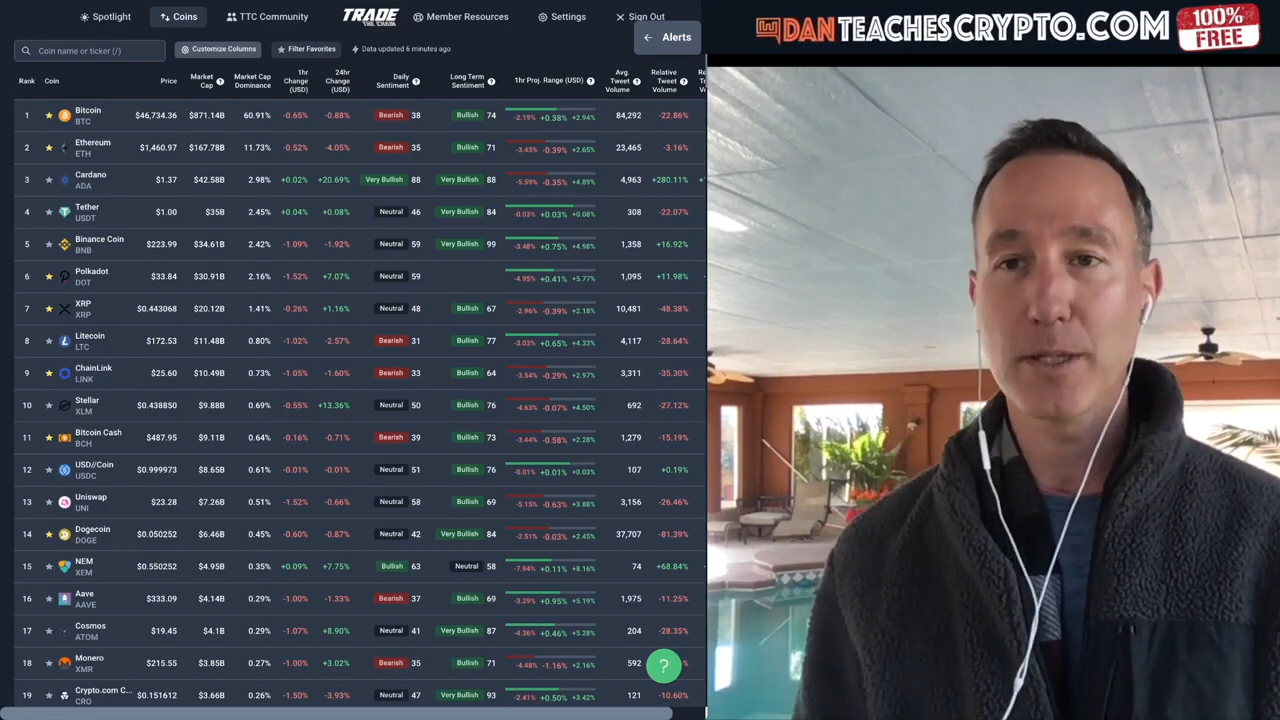 Spotlight Coins TTC Community TRADE THE CHAIN Member Resources Settings Sign Out
DANTEACHESCRYPTO.COM 100% FREE
Coin name or ticker (/) Customize Columns Filter Favorites Data updated 6 minutes ago Alerts
Rank Coin Price Market Cap Market Cap Dominance 1hr Change (USD) 24hr Change (USD) Daily Sentiment Long Term Sentiment 1hr Proj. Range (USD) Avg. Tweet Volume Relative Tweet Volume
1 Bitcoin BTC $46,734.36 $871.14B 60.91% -0.65% -0.88% Bearish 38 Bullish 74 -2.19% +0.38% +2.94% 84,292 -22.86%
2 Ethereum ETH $1,460.97 $167.78B 11.73% -0.52% -4.05% Bearish 35 Bullish 71 -3.43% -0.39% +2.65% 23,465 -3.16%
3 Cardano ADA $1.37 $42.58B 2.98% +0.02% +20.69% Very Bullish 88 Very Bullish 88 -5.59% -0.35% +4.89% 4,963 +280.11%
4 Tether USDT $1.00 $35B 2.45% +0.04% +0.08% Neutral 46 Very Bullish 84 -0.03% +0.03% +0.08% 308 -22.07%
5 Binance Coin BNB $223.99 $34.61B 2.42% -1.09% -1.92% Neutral 59 Very Bullish 99 -3.48% +0.75% +4.98% 1,358 +16.92%
6 Polkadot DOT $33.84 $30.91B 2.16% -1.52% +7.07% Neutral 59 -4.95% +0.41% +5.77% 1,095 +11.98%
7 XRP XRP $0.443068 $20.12B 1.41% -0.26% +1.16% Neutral 48 Bullish 67 -2.96% -0.39% +2.18% 10,481 -48.38%
8 Litecoin LTC $172.53 $11.48B 0.80% -1.02% -2.57% Bearish 31 Bullish 77 -3.03% +0.65% +4.33% 4,117 -28.64%
9 ChainLink LINK $25.60 $10.49B 0.73% -1.05% -1.60% Bearish 33 Bullish 64 -3.54% -0.29% +2.97% 3,311 -35.30%
10 Stellar XLM $0.438850 $9.88B 0.69% -0.55% +13.36% Neutral 50 Bullish 76 -4.63% -0.07% +4.50% 692 -27.12%
11 Bitcoin Cash BCH $487.95 $9.11B 0.64% -0.16% -0.71% Bearish 39 Bullish 73 -3.44% -0.58% +2.28% 1,279 -15.19%
12 USD//Coin USDC $0.999973 $8.65B 0.61% -0.01% -0.01% Neutral 51 Bullish 76 -0.01% +0.01% +0.03% 107 +0.19%
13 Uniswap UNI $23.28 $7.26B 0.51% -1.52% -0.66% Neutral 58 Bullish 69 -5.15% -0.63% +3.88% 3,156 -26.46%
14 Dogecoin DOGE $0.050252 $6.46B 0.45% -0.60% -0.87% Neutral 42 Very Bullish 84 -2.51% -0.03% +2.45% 37,707 -81.39%
15 NEM XEM $0.550252 $4.95B 0.35% +0.09% +7.75% Bullish 63 Neutral 58 -7.94% +0.11% +8.16% 74 +68.84%
16 Aave AAVE $333.09 $4.14B 0.29% -1.00% -1.33% Bearish 37 Bullish 69 -3.29% +0.95% +5.19% 1,975 -11.25%
17 Cosmos ATOM $19.45 $4.1B 0.29% -1.07% +8.90% Neutral 41 Very Bullish 87 -4.36% +0.46% +5.28% 204 -28.35%
18 Monero XMR $215.55 $3.85B 0.27% -1.00% +3.02% Bearish 35 Bullish 71 -4.48% -1.16% +2.16% 592
19 Crypto.com C... CRO $0.151612 $3.66B 0.26% -1.50% -3.93% Neutral 47 Very Bullish 93 -2.41% +0.50% +3.42% 121 -10.60%